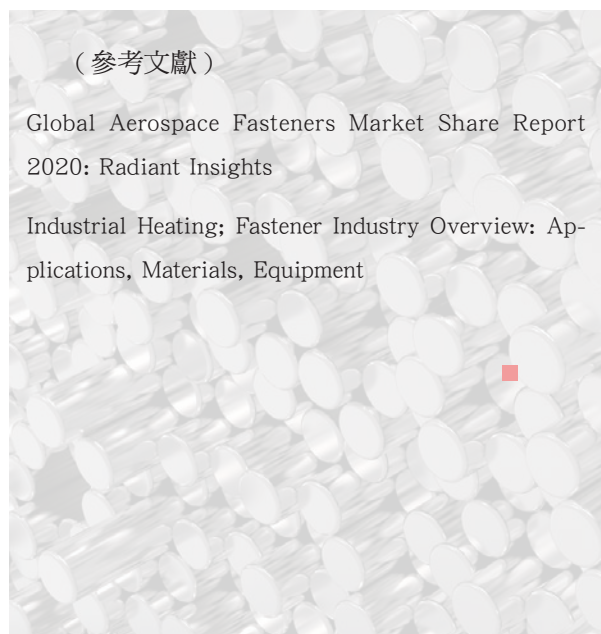 （參考文獻）
Global Aerospace Fasteners Market Share Report
2020: Radiant Insights
Industrial Heating; Fastener Industry Overview: Ap-
plications, Materials, Equipment